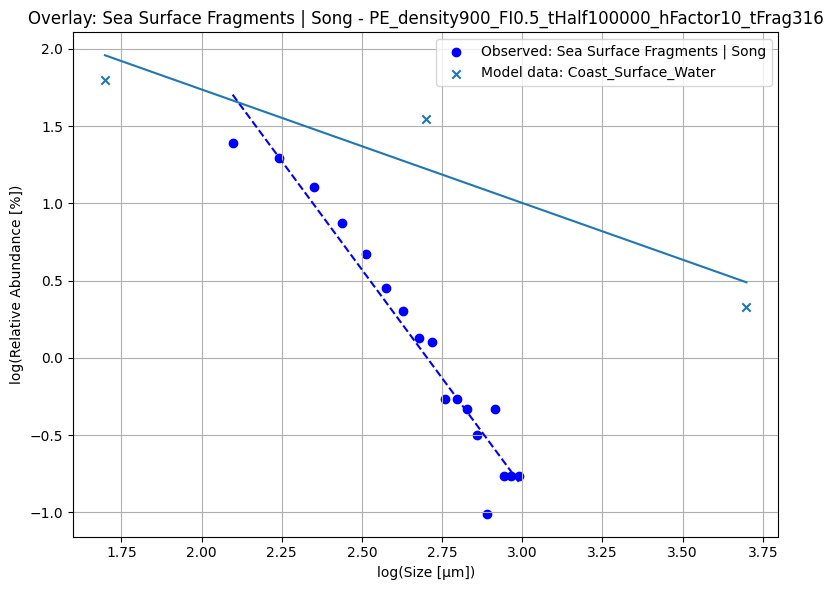 Overlay: Sea Surface Fragments | Song - PE_density900_FI0.5_tHalf100000_hFactor10_tFrag316
Observed: Sea Surface Fragments | Song
Model data: Coast_Surface_Water
log(Relative Abundance [%])
2.0
1.5
1.0
0.5
0.0
−0.5
−1.0
1.75 2.00 2.25 2.50 2.75 3.00 3.25 3.50 3.75
log(Size [μm])